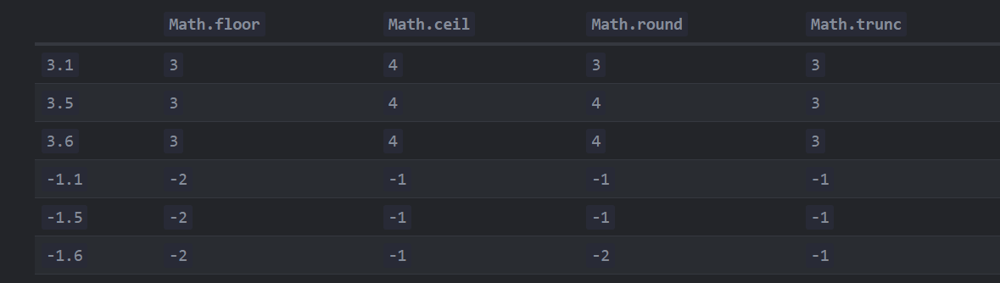 Math.floor Math.ceil Math.round Math.trunc
3.1 3 4 3 3
3.5 3 4 4 3
3.6 3 4 4 3
-1.1 -2 -1 -1 -1
-1.5 -2 -1 -1 -1
-1.6 -2 -1 -2 -1